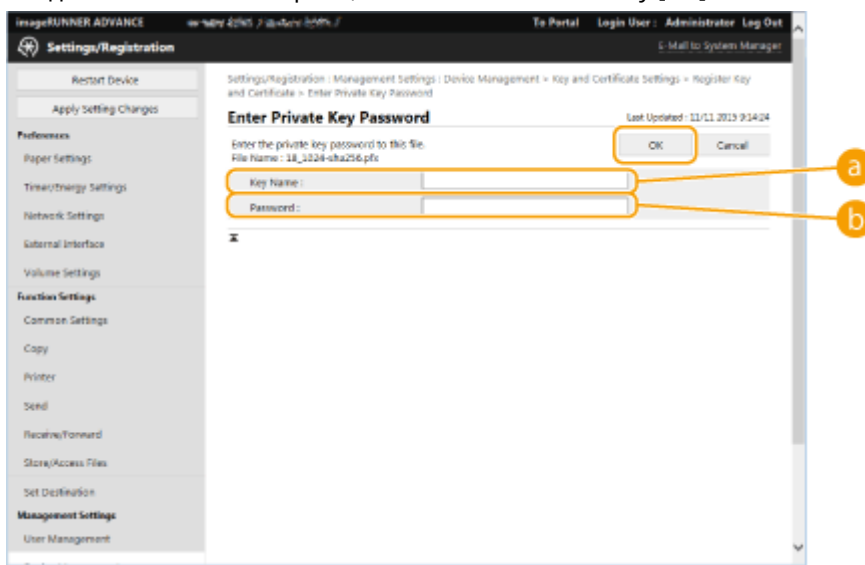 imageRUNNER ADVANCE
To Portal Login User : Administrator Log Out
Settings/Registration
E-Mail to System Manager
Restart Device
Apply Setting Changes
Preferences
Paper Settings
Timer/Energy Settings
Network Settings
External Interface
Volume Settings
Function Settings
Common Settings
Copy
Printer
Send
Receive/Forward
Store/Access Files
Set Destination
Management Settings
User Management
Settings/Registration : Management Settings : Device Management > Key and Certificate Settings > Register Key
and Certificate > Enter Private Key Password
Enter Private Key Password
Last Updated : 11/11 2015 9:14:24
Enter the private key password to this file.
File Name : 18_1024-sha256.pfx
OK Cancel
Key Name :
Password :
a
b